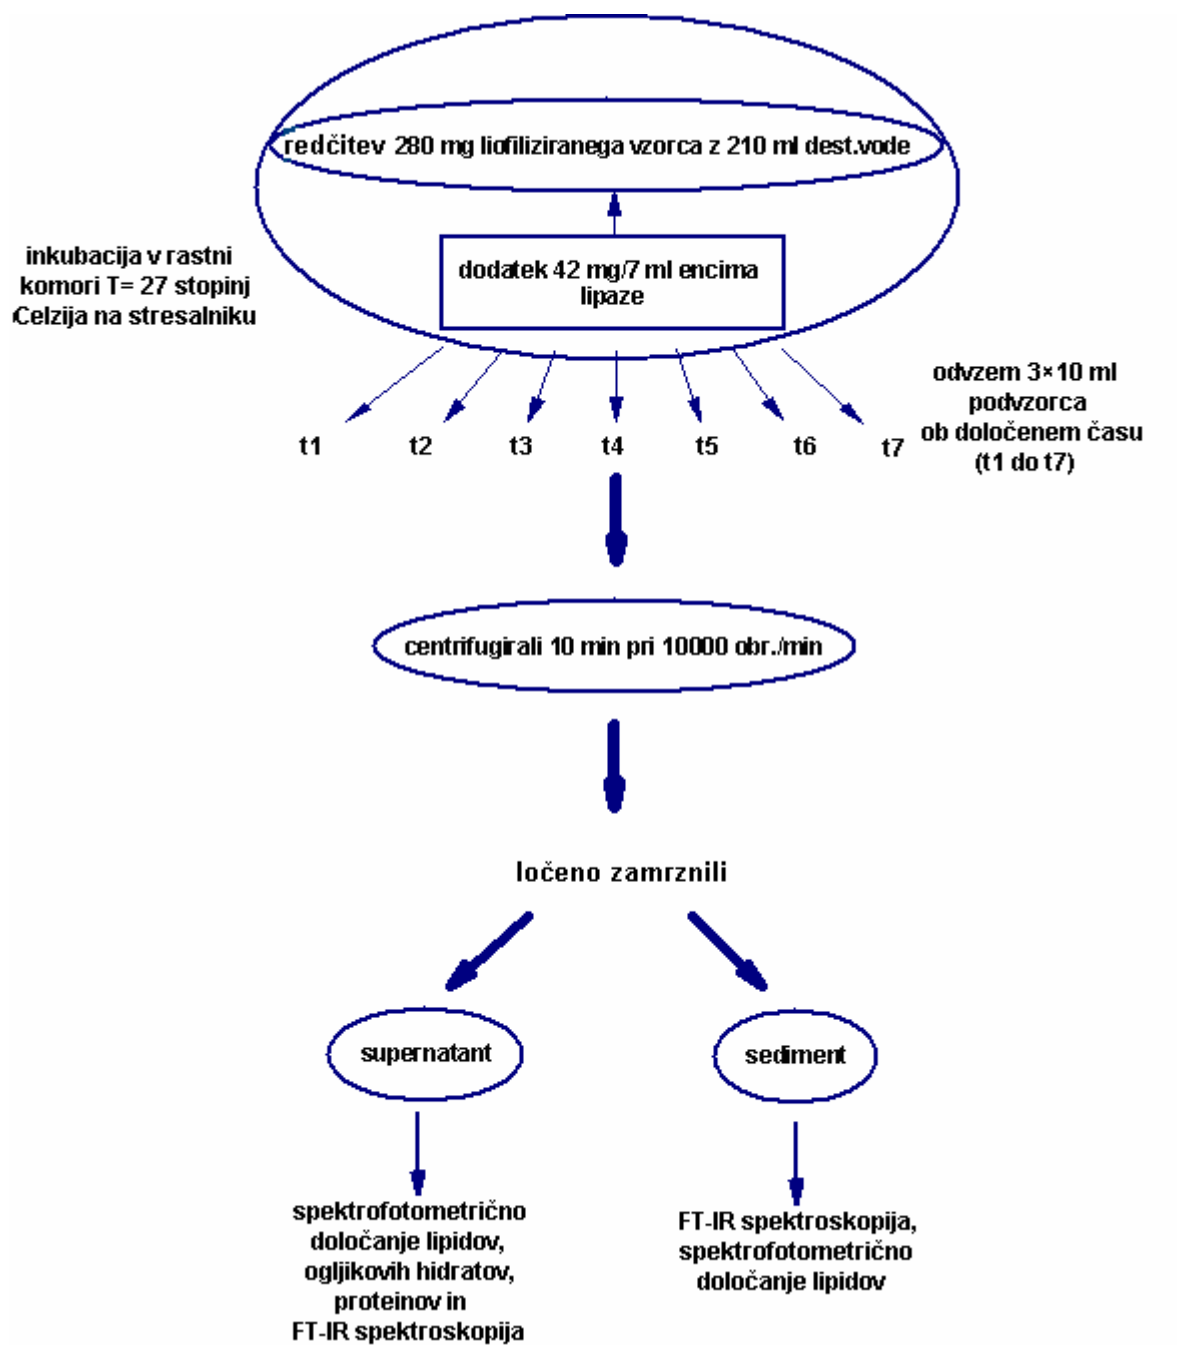 redčitev 280 mg liofiliziranega vzorca z 210 ml dest.vode
inkubacija v rastni
komori T= 27 stopinj
Celzija na stresalniku
dodatek 42 mg/7 ml encima
lipaze
odvzem 3×10 ml
podvzorca
ob določenem času
(t1 do t7)
t1 t2 t3 t4 t5 t6 t7
centrifugirali 10 min pri 10000 obr./min
ločeno zamrznili
supernatant
sediment
spektrofotometrično
določanje lipidov,
ogljikovih hidratov,
proteinov in
FT-IR spektroskopija
FT-IR spektroskopija,
spektrofotometrično
določanje lipidov